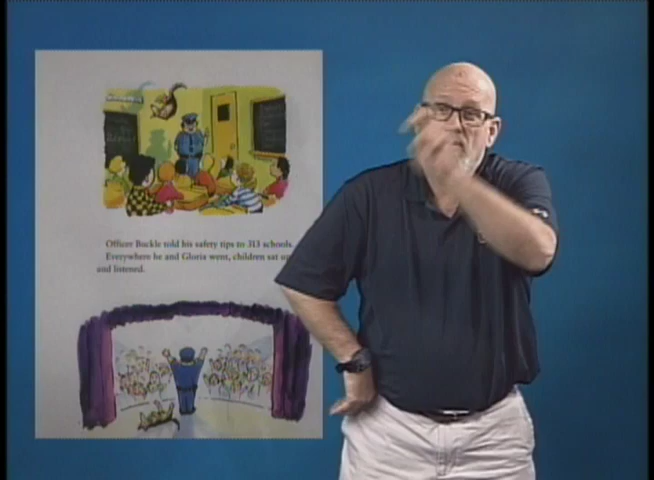 Officer Buckle told his safety tips to 313 schools.
Everywhere he and Gloria went, children sat up
and listened.